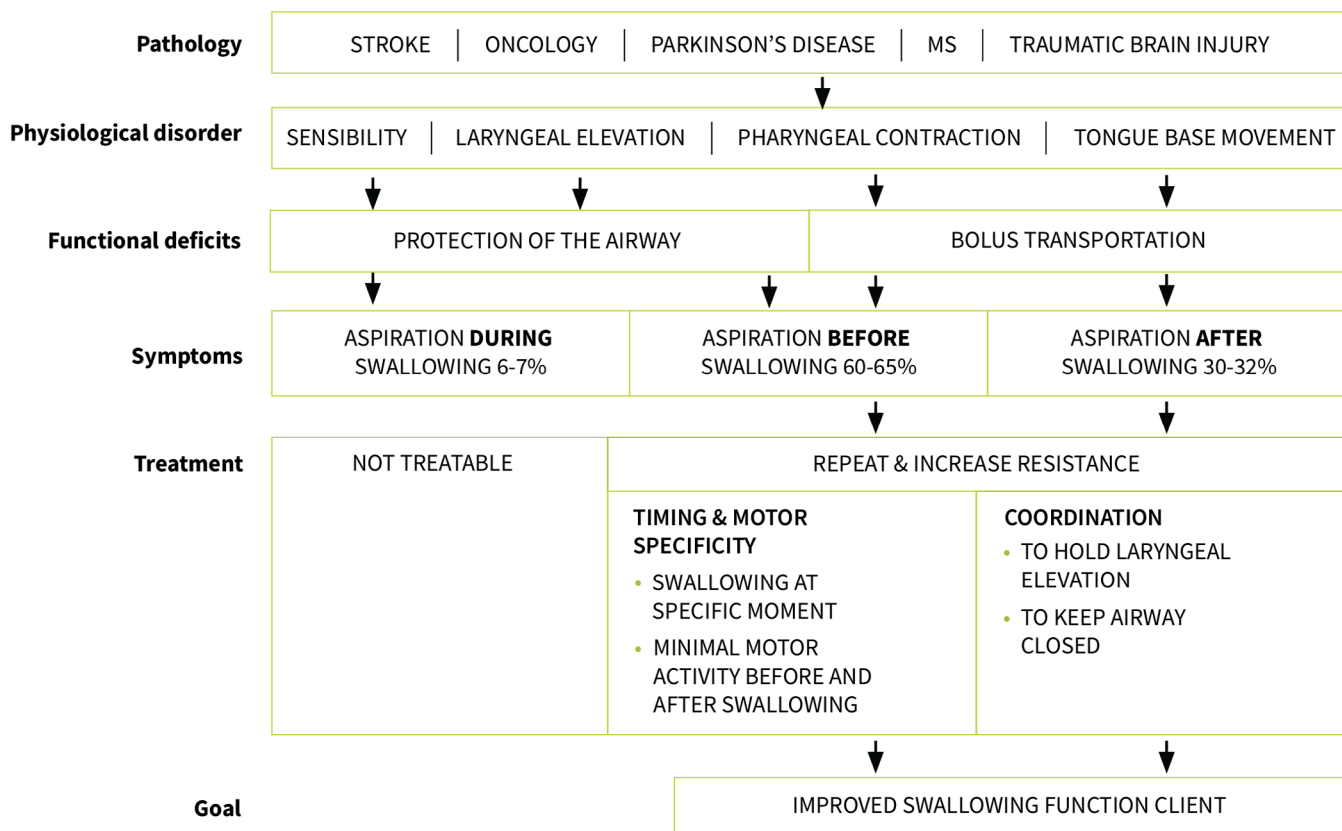 Pathology
STROKE | ONCOLOGY | PARKINSON’S DISEASE | MS | TRAUMATIC BRAIN INJURY
Physiological disorder
SENSIBILITY | LARYNGEAL ELEVATION | PHARYNGEAL CONTRACTION | TONGUE BASE MOVEMENT
Functional deficits
PROTECTION OF THE AIRWAY
BOLUS TRANSPORTATION
Symptoms
ASPIRATION DURING
SWALLOWING 6-7%
ASPIRATION BEFORE
SWALLOWING 60-65%
ASPIRATION AFTER
SWALLOWING 30-32%
Treatment
NOT TREATABLE
REPEAT & INCREASE RESISTANCE
TIMING & MOTOR
SPECIFICITY
• SWALLOWING AT
SPECIFIC MOMENT
• MINIMAL MOTOR
ACTIVITY BEFORE AND
AFTER SWALLOWING
COORDINATION
• TO HOLD LARYNGEAL
ELEVATION
• TO KEEP AIRWAY
CLOSED
Goal
IMPROVED SWALLOWING FUNCTION CLIENT